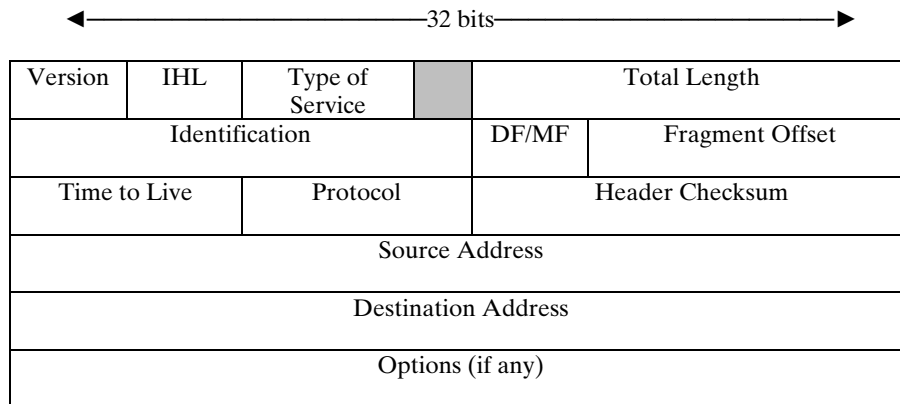 32 bits
Version IHL Type of Total Length
Service
Identification DF/MF Fragment Offset
Time to Live Protocol Header Checksum
Source Address
Destination Address
Options (if any)